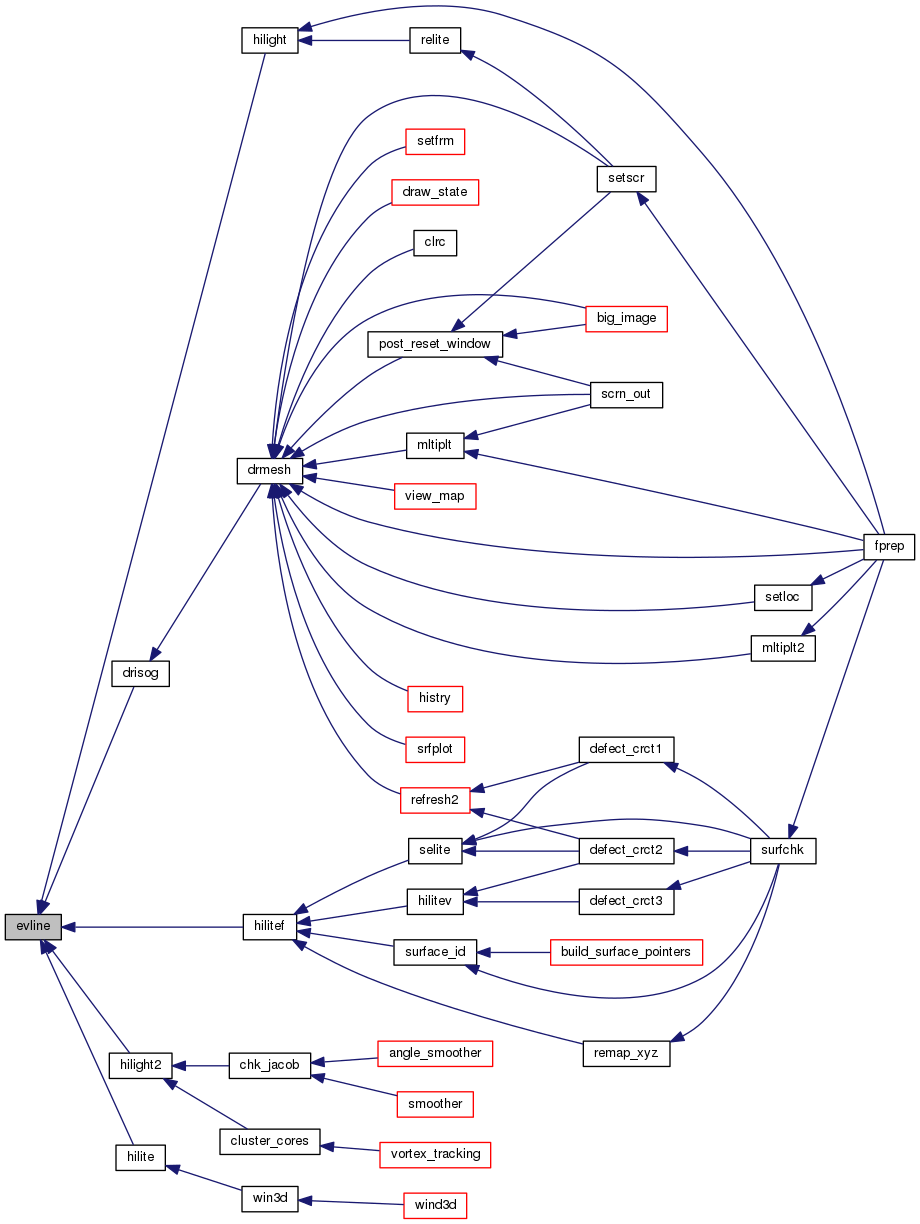 hilight
relite
setfrm
setscr
draw_state
clrc
big_image
post_reset_window
scrn_out
mltiplt
drmesh
view_map
fprep
setloc
mltiplt2
drisog
histry
srfplot
defect_crct1
refresh2
selite
defect_crct2
surfchk
hilitev
defect_crct3
evline
hilitef
surface_id
build_surface_pointers
remap_xyz
angle_smoother
hilight2
chk_jacob
smoother
cluster_cores
vortex_tracking
hilite
win3d
wind3d